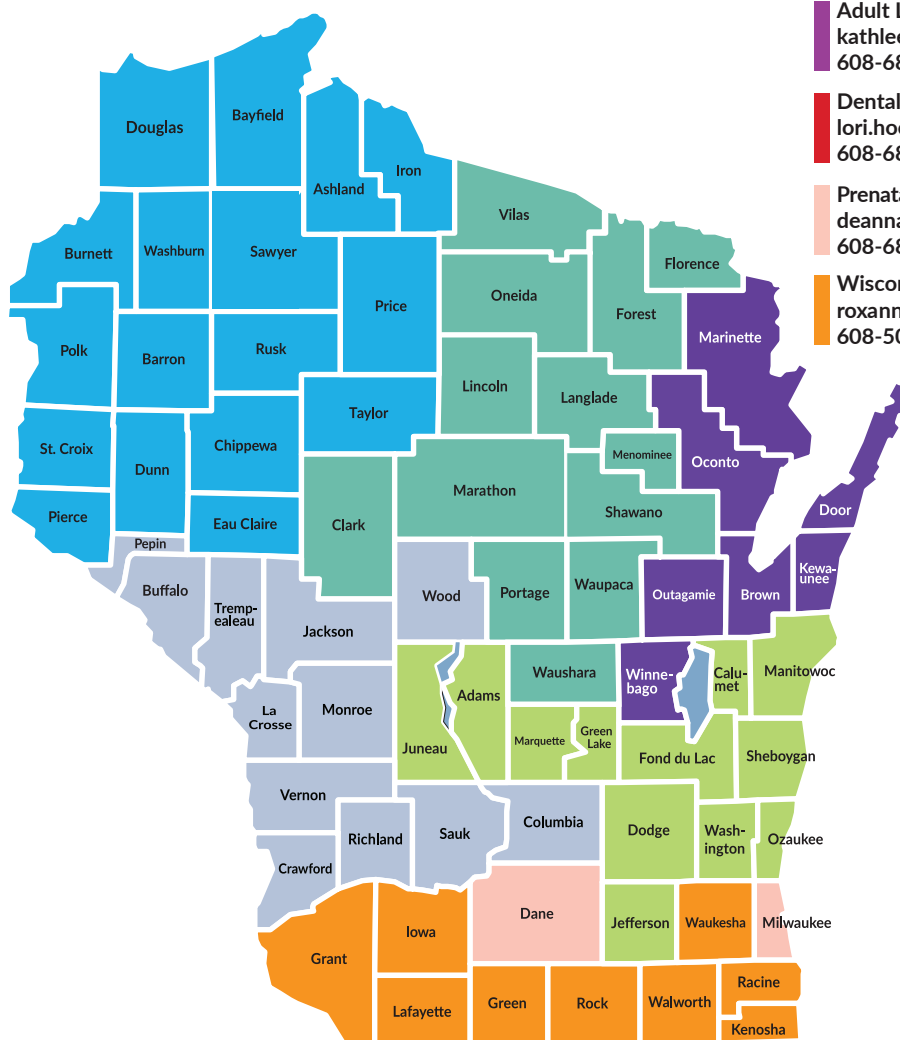 Adult L
kathlee
608-68
Dental
lori.hoe
608-68
Prenata
deanna
608-68
Wiscon
roxann
608-50
Douglas
Bayfield
Ashland
Iron
Vilas
Burnett
Washburn
Sawyer
Price
Oneida
Forest
Florence
Marinette
Polk
Barron
Rusk
Lincoln
Langlade
Taylor
St. Croix
Dunn
Chippewa
Menominee
Oconto
Pierce
Eau Claire
Clark
Marathon
Shawano
Door
Pepin
Buffalo
Tremp-
ealeau
Jackson
Wood
Portage
Waupaca
Outagamie
Brown
Kewa-
unee
La
Crosse
Monroe
Juneau
Adams
Waushara
Winne-
bago
Calu-
met
Manitowoc
Marquette
Green
Lake
Fond du Lac
Sheboygan
Vernon
Richland
Sauk
Columbia
Dodge
Wash-
ington
Ozaukee
Crawford
Grant
Iowa
Dane
Jefferson
Waukesha
Milwaukee
Lafayette
Green
Rock
Walworth
Racine
Kenosha